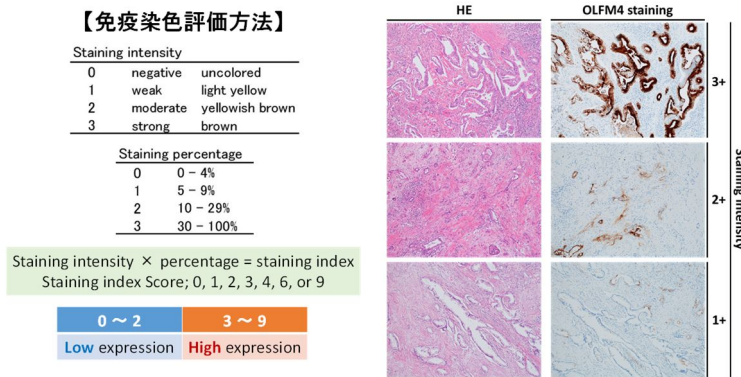 【免疫染色評価方法】
Staining intensity
0 negative uncolored
1 weak light yellow
2 moderate yellowish brown
3 strong brown
Staining percentage
0 0 – 4%
1 5 – 9%
2 10 – 29%
3 30 – 100%
Staining intensity × percentage = staining index
Staining index Score; 0, 1, 2, 3, 4, 6, or 9
0 ～ 2 3 ～ 9
Low expression High expression
HE OLFM4 staining
3+
2+
1+
Staining intensity